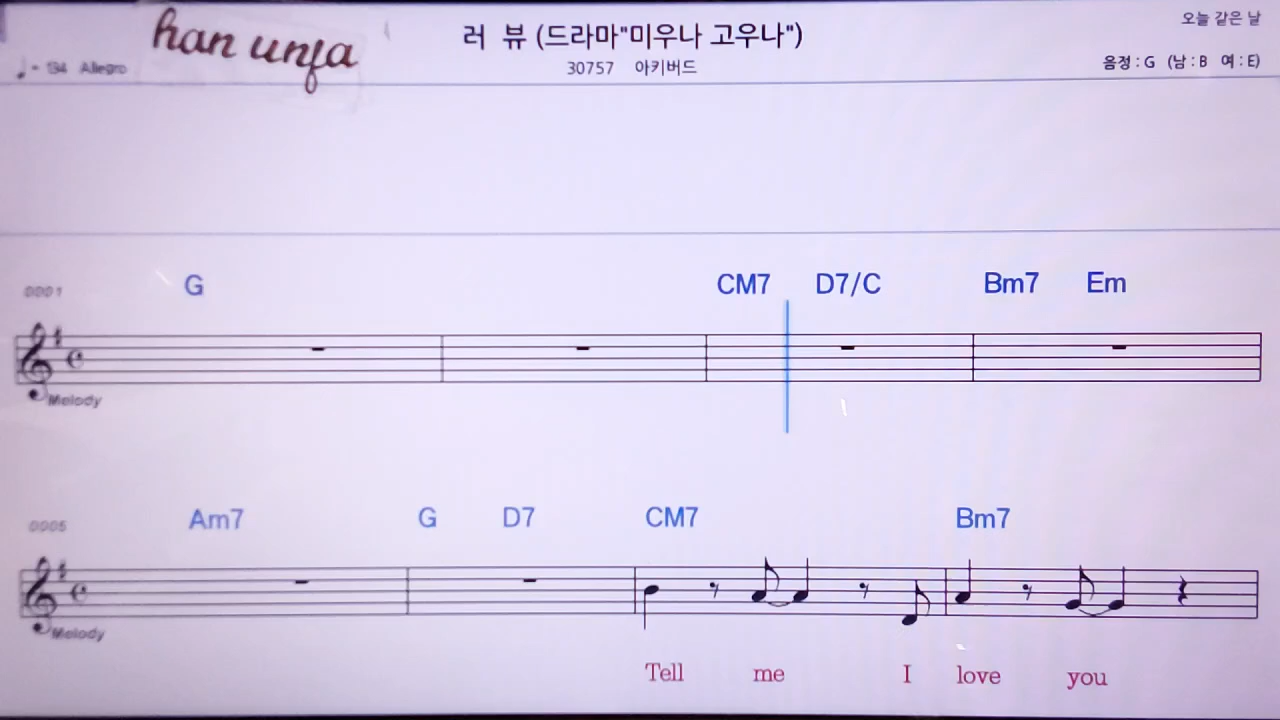 han unfa
러 뷰 (드라마"미우나 고우나")
오늘 같은 날
♩= 134 Allegro
30757 아키버드
음정 : G (남 : B 여 : E)
0001 G CM7 D7/C Bm7 Em
Melody
0005 Am7 G D7 CM7 Bm7
Melody
Tell me I love you